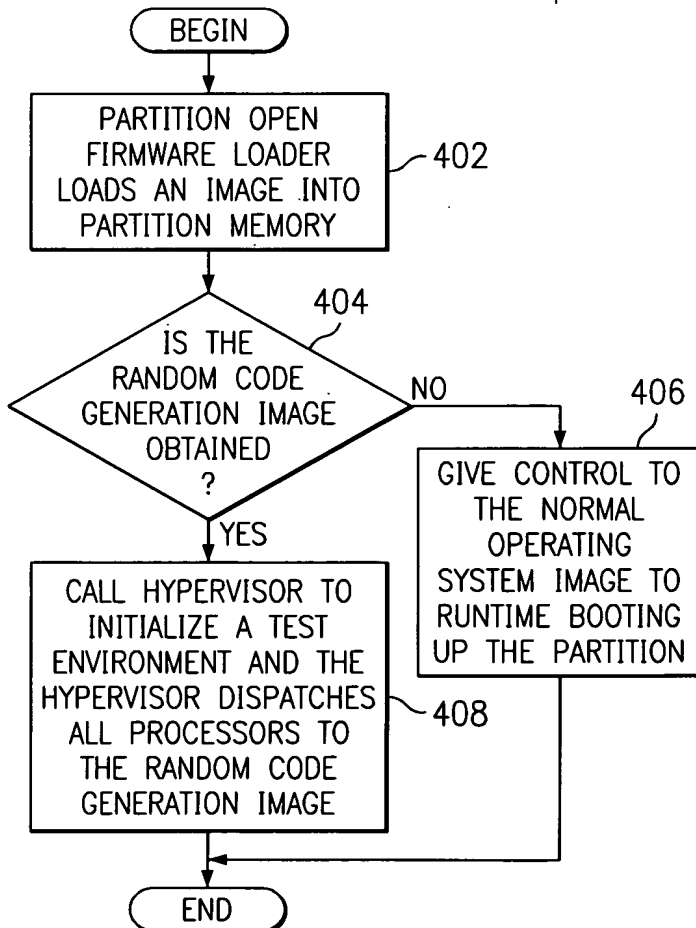 BEGIN
PARTITION OPEN
FIRMWARE LOADER
LOADS AN IMAGE INTO
PARTITION MEMORY
402
404
IS THE
RANDOM CODE
GENERATION IMAGE
OBTAINED
?
NO
YES
406
GIVE CONTROL TO
THE NORMAL
OPERATING
SYSTEM IMAGE TO
RUNTIME BOOTING
UP THE PARTITION
CALL HYPERVISOR TO
INITIALIZE A TEST
ENVIRONMENT AND THE
HYPERVISOR DISPATCHES
ALL PROCESSORS TO
THE RANDOM CODE
GENERATION IMAGE
408
END